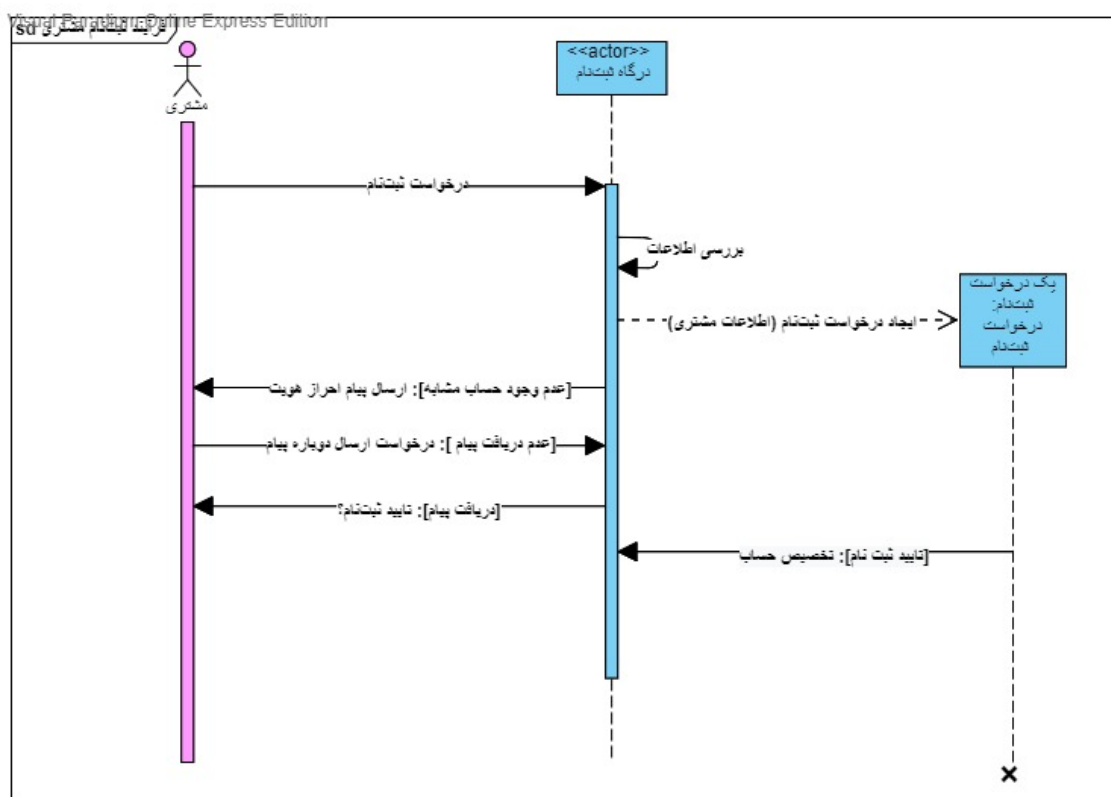 Visual Paradigm Online Express Edition
sd فرآیند ثبت‌نام مشتری
<<actor>>
درگاه ثبت‌نام
مشتری
درخواست ثبت‌نام
بررسی اطلاعات
یک درخواست
ثبت‌نام:
درخواست
ثبت‌نام
ایجاد درخواست ثبت‌نام (اطلاعات مشتری)
[عدم وجود حساب مشابه]: ارسال پیام احراز هویت
[عدم دریافت پیام ]: درخواست ارسال دوباره پیام
[دریافت پیام]: تایید ثبت‌نام؟
[تایید ثبت نام]: تخصیص حساب